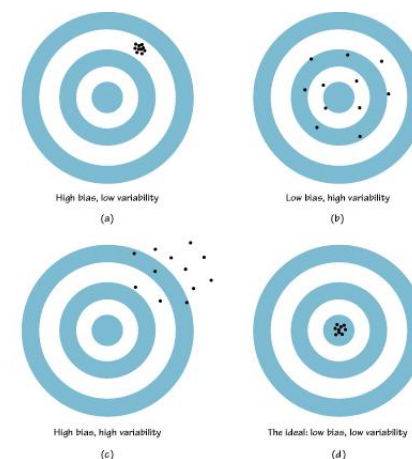 High bias, low variability
(a)
Low bias, high variability
(b)
High bias, high variability
(c)
The ideal: low bias, low variability
(d)